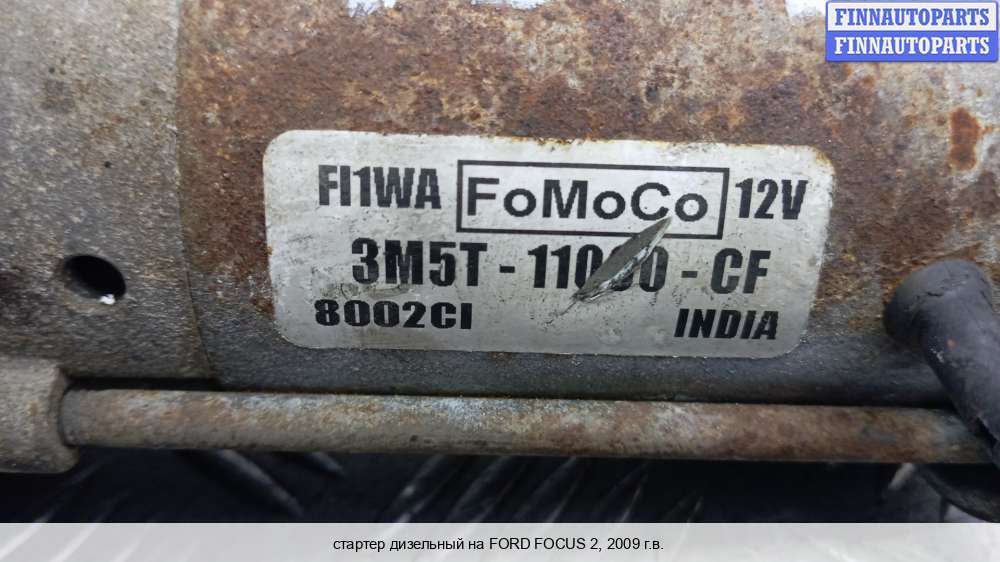 FINNAUTOPARTS
FINNAUTOPARTS
FI1WA FoMoCo 12V
3M5T - 11000 - CF
8002CI INDIA
стартер дизельный на FORD FOCUS 2, 2009 г.в.